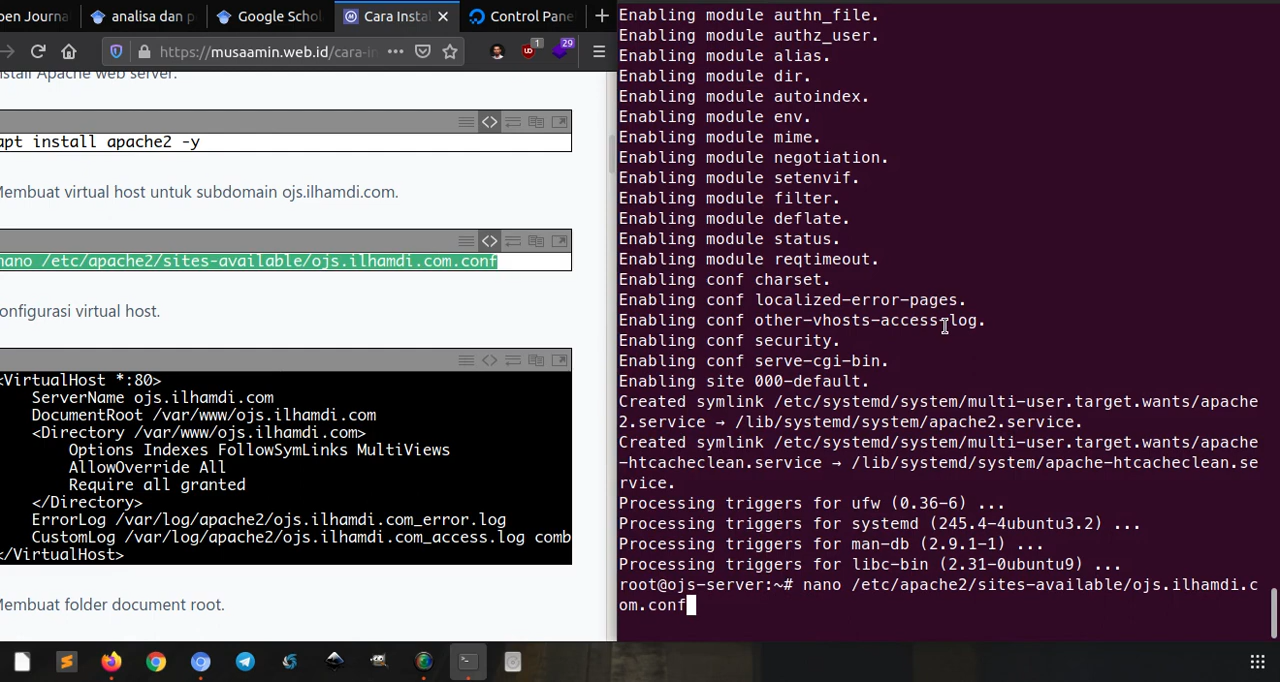 analisa dan p
Google Schol
Cara Instal
Control Pane
https://musaamin.web.id/cara-i
1
29
nstall Apache web server.
apt install apache2 -y
Membuat virtual host untuk subdomain ojs.ilhamdi.com.
nano /etc/apache2/sites-available/ojs.ilhamdi.com.conf
onfigurasi virtual host.
<VirtualHost *:80>
ServerName ojs.ilhamdi.com
DocumentRoot /var/www/ojs.ilhamdi.com
<Directory /var/www/ojs.ilhamdi.com>
Options Indexes FollowSymLinks MultiViews
AllowOverride All
Require all granted
</Directory>
ErrorLog /var/log/apache2/ojs.ilhamdi.com_error.log
CustomLog /var/log/apache2/ojs.ilhamdi.com_access.log comb
</VirtualHost>
Membuat folder document root.
Enabling module authn_file.
Enabling module authz_user.
Enabling module alias.
Enabling module dir.
Enabling module autoindex.
Enabling module env.
Enabling module mime.
Enabling module negotiation.
Enabling module setenvif.
Enabling module filter.
Enabling module deflate.
Enabling module status.
Enabling module reqtimeout.
Enabling conf charset.
Enabling conf localized-error-pages.
Enabling conf other-vhosts-access-log.
Enabling conf security.
Enabling conf serve-cgi-bin.
Enabling site 000-default.
Created symlink /etc/systemd/system/multi-user.target.wants/apache
2.service → /lib/systemd/system/apache2.service.
Created symlink /etc/systemd/system/multi-user.target.wants/apache
-htcacheclean.service → /lib/systemd/system/apache-htcacheclean.se
rvice.
Processing triggers for ufw (0.36-6) ...
Processing triggers for systemd (245.4-4ubuntu3.2) ...
Processing triggers for man-db (2.9.1-1) ...
Processing triggers for libc-bin (2.31-0ubuntu9) ...
root@ojs-server:~# nano /etc/apache2/sites-available/ojs.ilhamdi.c
om.conf